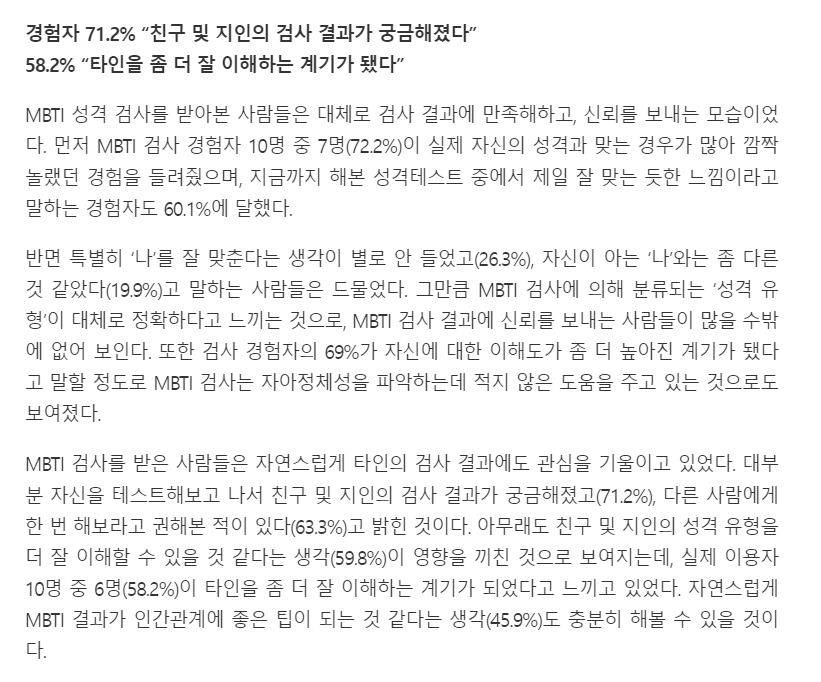 경험자 71.2% “친구 및 지인의 검사 결과가 궁금해졌다”
58.2% “타인을 좀 더 잘 이해하는 계기가 됐다”
MBTI 성격 검사를 받아본 사람들은 대체로 검사 결과에 만족해하고, 신뢰를 보내는 모습이었
다. 먼저 MBTI 검사 경험자 10명 중 7명(72.2%)이 실제 자신의 성격과 맞는 경우가 많아 깜짝
놀랬던 경험을 들려줬으며, 지금까지 해본 성격테스트 중에서 제일 잘 맞는 듯한 느낌이라고
말하는 경험자도 60.1%에 달했다.
반면 특별히 ‘나’를 잘 맞춘다는 생각이 별로 안 들었고(26.3%), 자신이 아는 ‘나’와는 좀 다른
것 같았다(19.9%)고 말하는 사람들은 드물었다. 그만큼 MBTI 검사에 의해 분류되는 ‘성격 유
형’이 대체로 정확하다고 느끼는 것으로, MBTI 검사 결과에 신뢰를 보내는 사람들이 많을 수밖
에 없어 보인다. 또한 검사 경험자의 69%가 자신에 대한 이해도가 좀 더 높아진 계기가 됐다
고 말할 정도로 MBTI 검사는 자아정체성을 파악하는데 적지 않은 도움을 주고 있는 것으로도
보여졌다.
MBTI 검사를 받은 사람들은 자연스럽게 타인의 검사 결과에도 관심을 기울이고 있었다. 대부
분 자신을 테스트해보고 나서 친구 및 지인의 검사 결과가 궁금해졌고(71.2%), 다른 사람에게
한 번 해보라고 권해본 적이 있다(63.3%)고 밝힌 것이다. 아무래도 친구 및 지인의 성격 유형을
더 잘 이해할 수 있을 것 같다는 생각(59.8%)이 영향을 끼친 것으로 보여지는데, 실제 이용자
10명 중 6명(58.2%)이 타인을 좀 더 잘 이해하는 계기가 되었다고 느끼고 있었다. 자연스럽게
MBTI 결과가 인간관계에 좋은 팁이 되는 것 같다는 생각(45.9%)도 충분히 해볼 수 있을 것이
다.